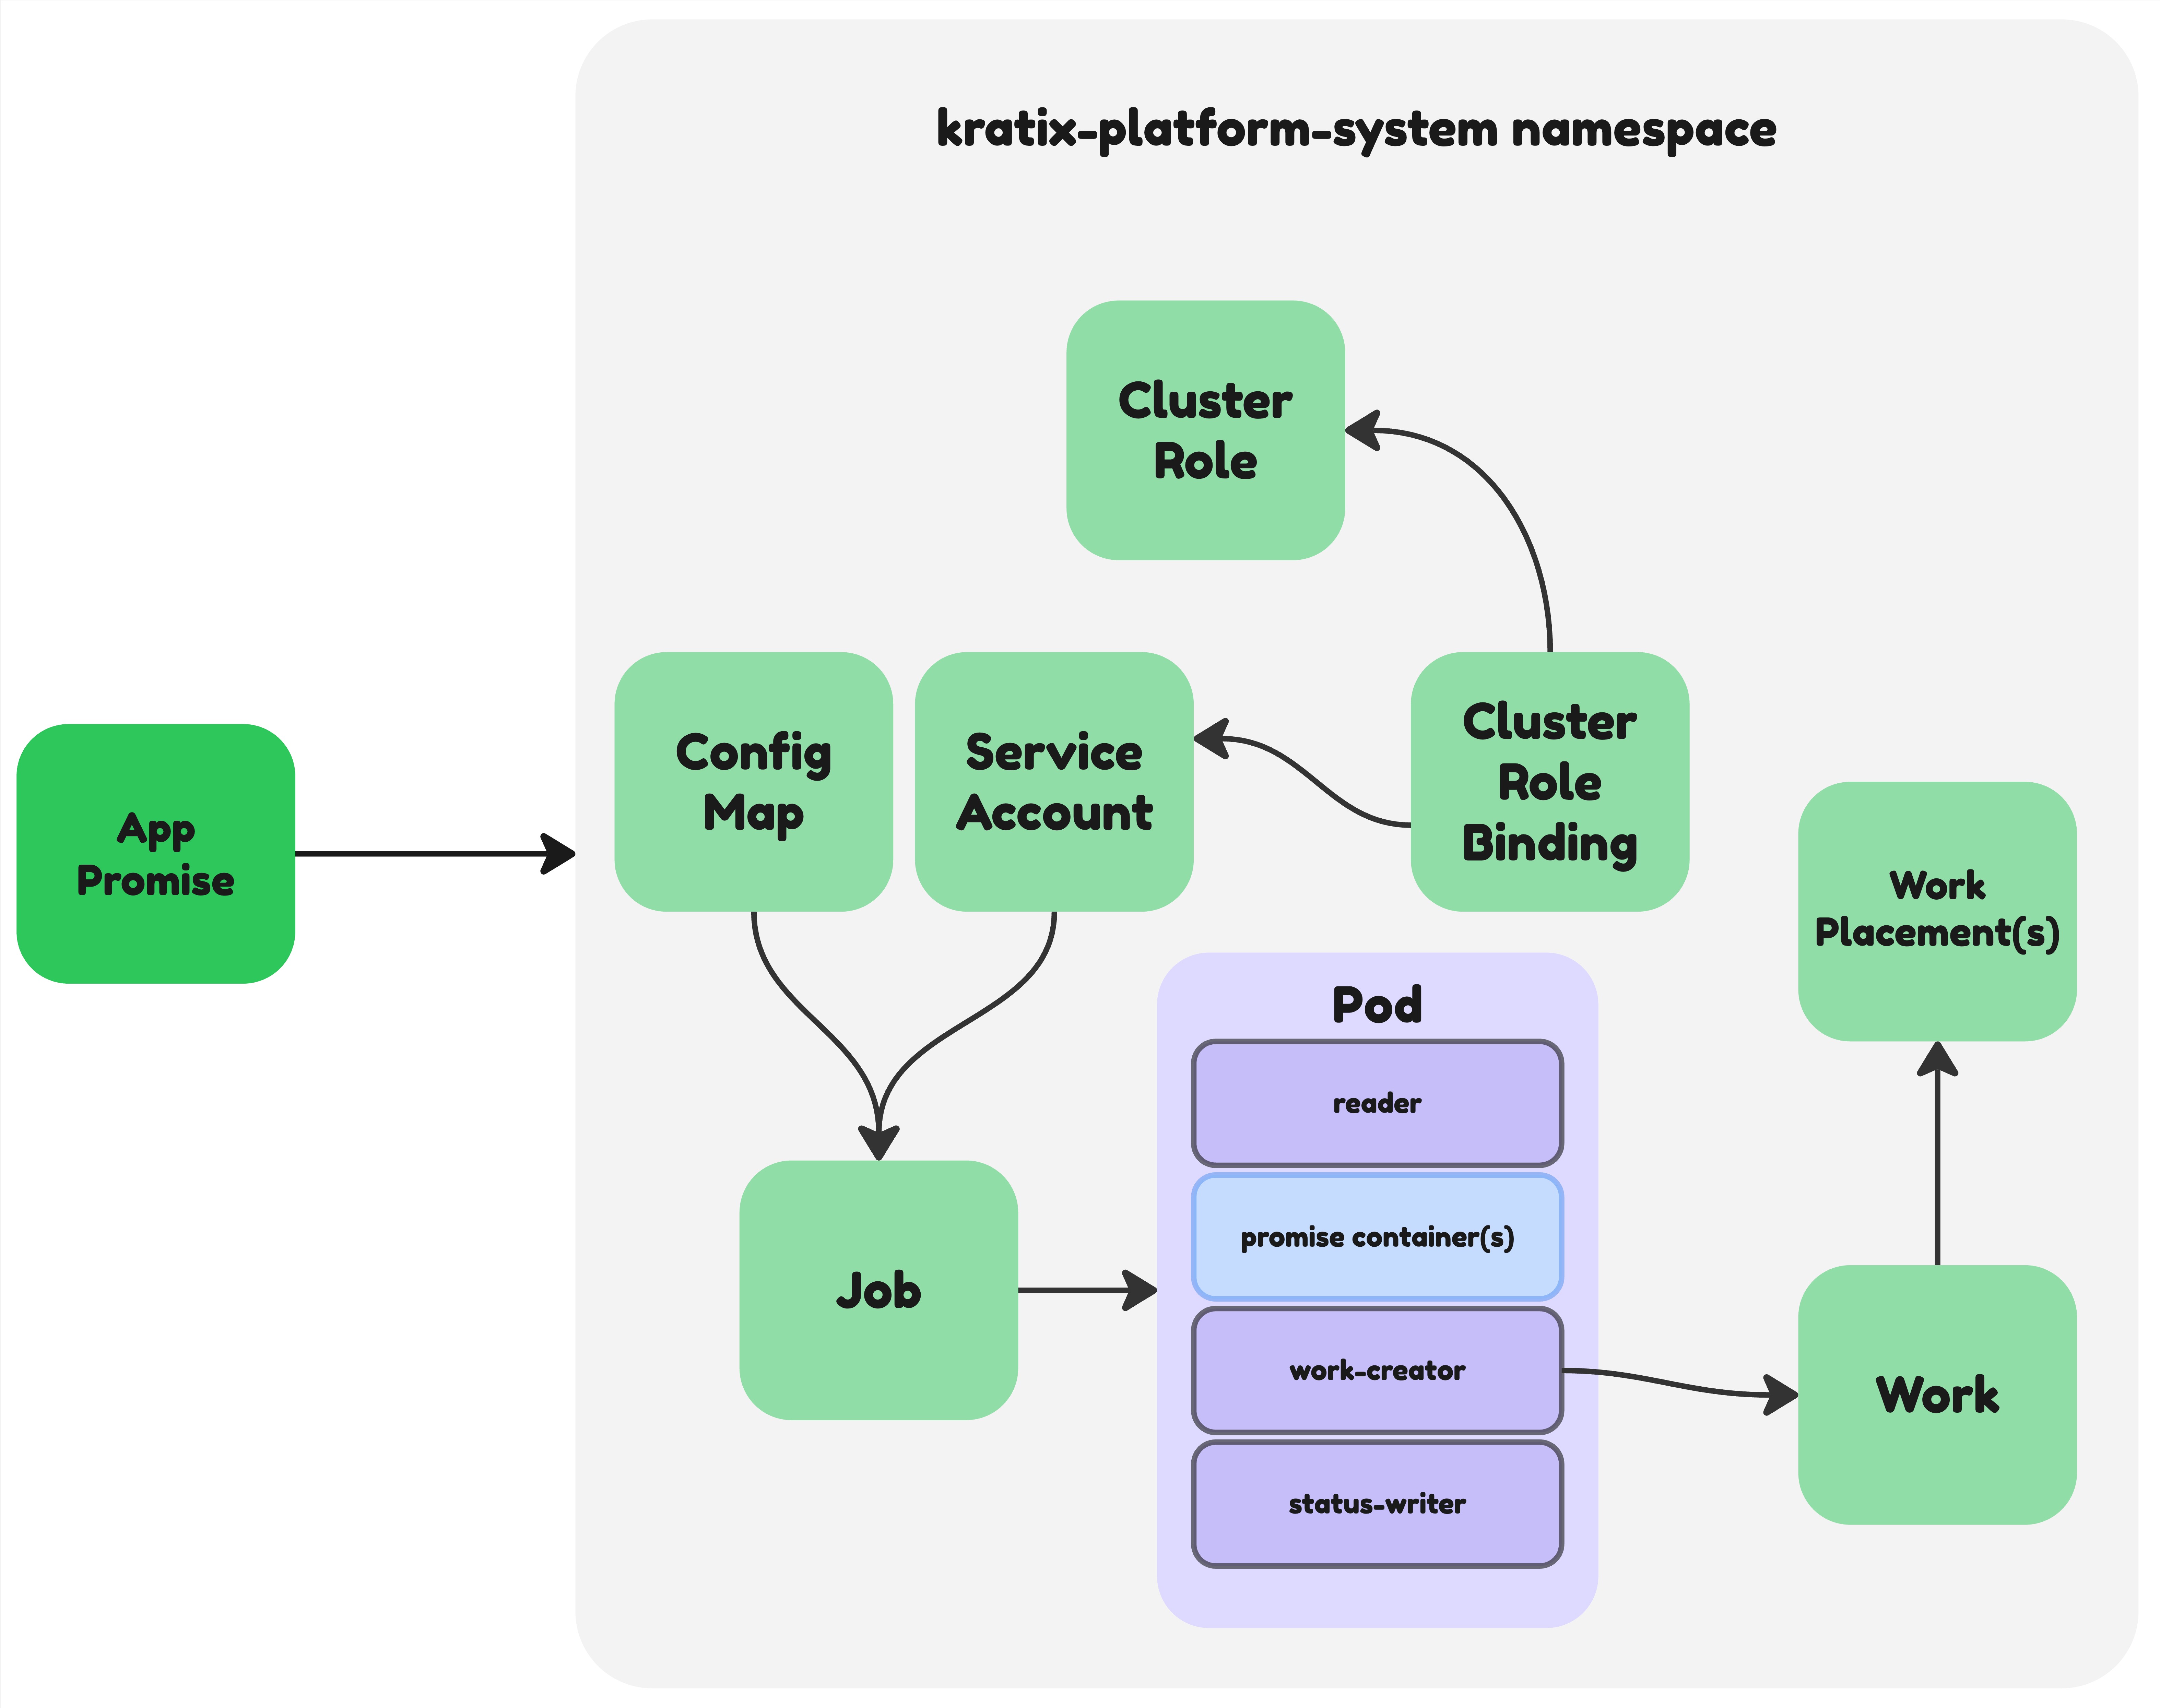 kratix-platform-system namespace
Cluster
Role
Config
Map
Service
Account
Cluster
Role
Binding
App
Promise
Work
Placement(s)
Pod
reader
promise container(s)
work-creator
status-writer
Job
Work